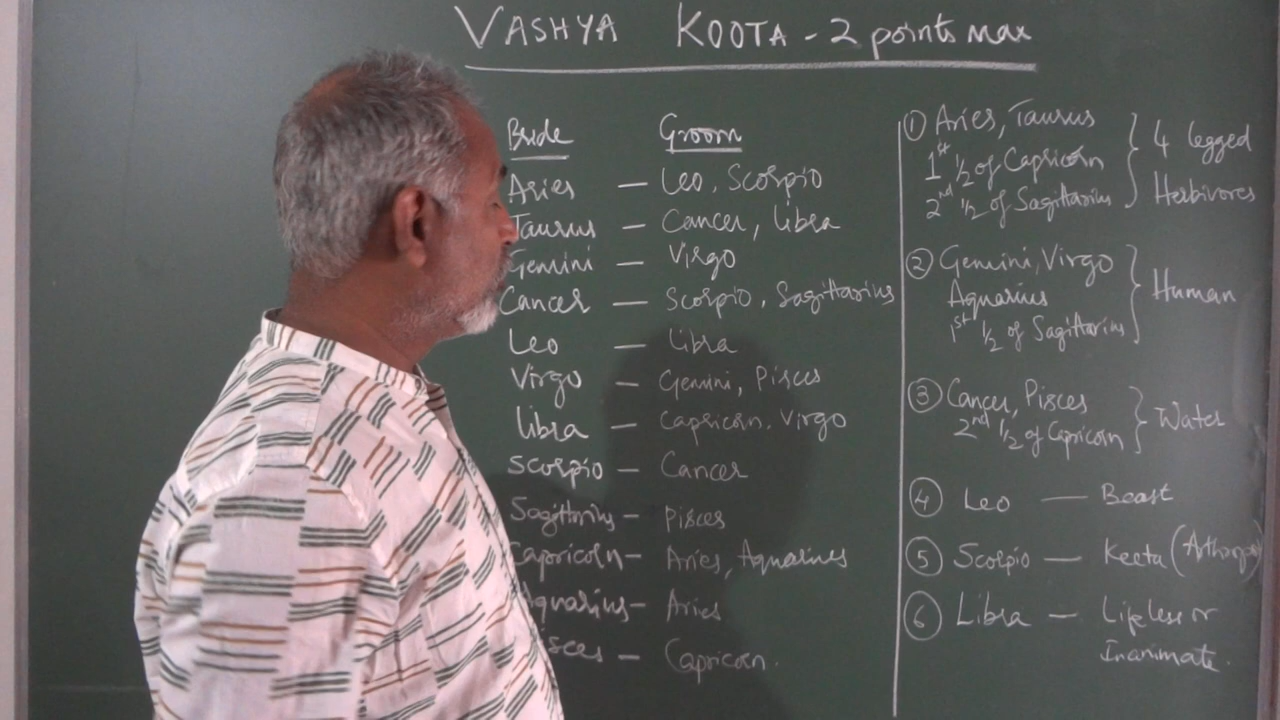 VASHYA KOOTA - 2 points max
Bride Groom
Aries — Leo, Scorpio
Taurus — Cancer, Libra
Gemini — Virgo
Cancer — Scorpio, Sagittarius
Leo — Libra
Virgo — Gemini, Pisces
Libra — Capricorn, Virgo
Scorpio — Cancer
Sagittarius — Pisces
Capricorn — Aries, Aquarius
Aquarius — Aries
isces — Capricorn.
① Aries, Taurus
1st 1/2 of Capricorn
2nd 1/2 of Sagittarius
4 legged
Herbivores
② Gemini, Virgo
Aquarius
1st 1/2 of Sagittarius
Human
③ Cancer, Pisces
2nd 1/2 of Capricorn
Water
④ Leo — Beast
⑤ Scorpio — Keeta (
⑥ Libra — Lifeless or
Inanimate.